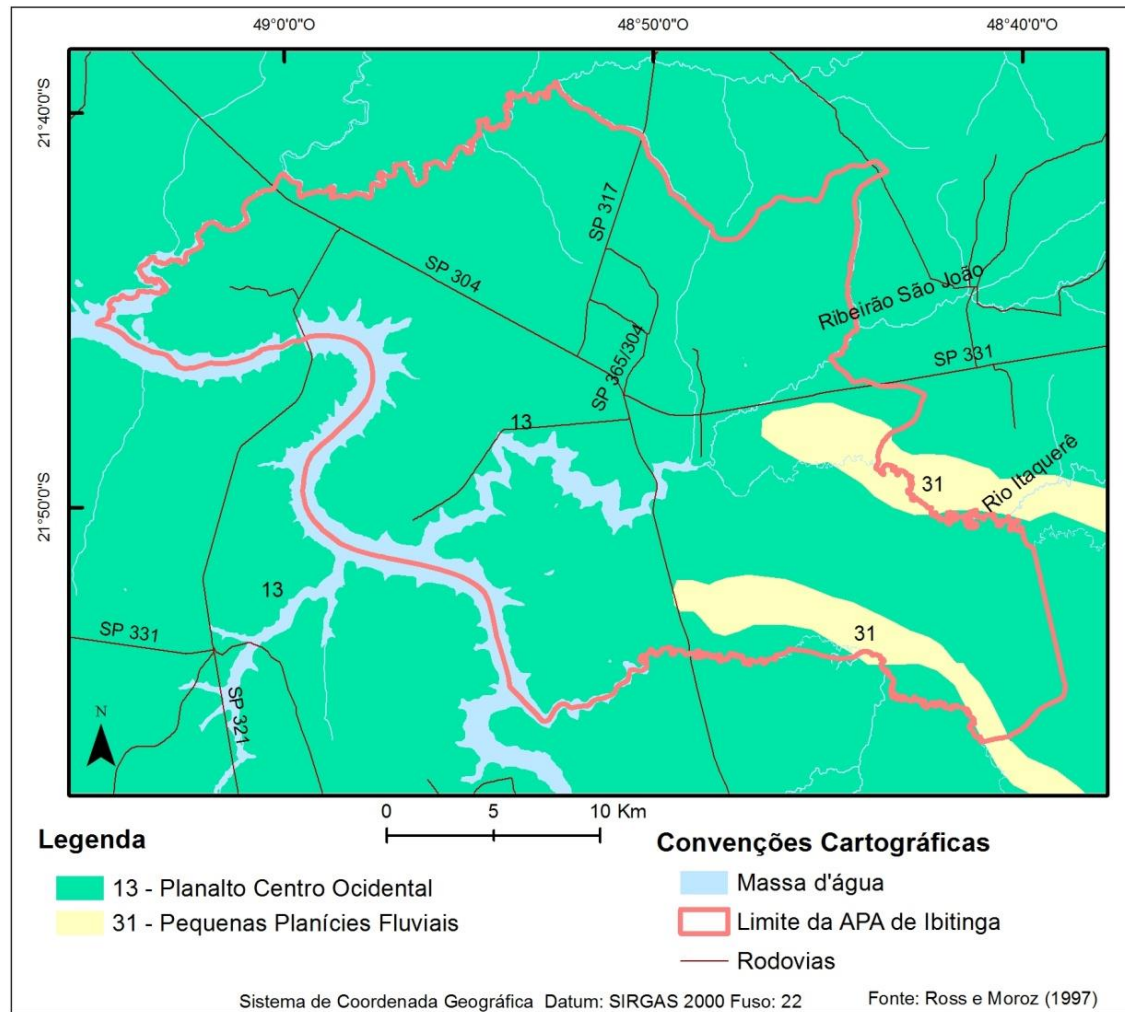 49°0'0"O
48°50'0"O
48°40'0"O
21°40'0"S
21°50'0"S
SP 317
SP 304
Ribeirão São João
SP 365/304
SP 331
13
31
Rio Itaquerê
13
31
SP 331
SP 321
N
0 5 10 Km
Legenda
13 - Planalto Centro Ocidental
31 - Pequenas Planícies Fluviais
Convenções Cartográficas
Massa d'água
Limite da APA de Ibitinga
Rodovias
Sistema de Coordenada Geográfica Datum: SIRGAS 2000 Fuso: 22
Fonte: Ross e Moroz (1997)